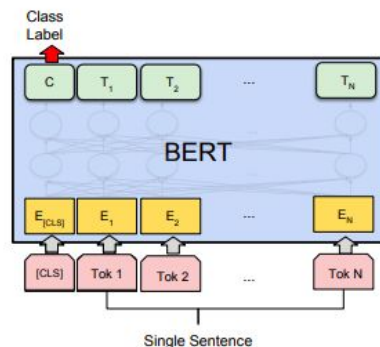 Class
Label
C T1 T2 ... TN
BERT
E[CLS] E1 E2 ... EN
[CLS] Tok 1 Tok 2 ... Tok N
Single Sentence